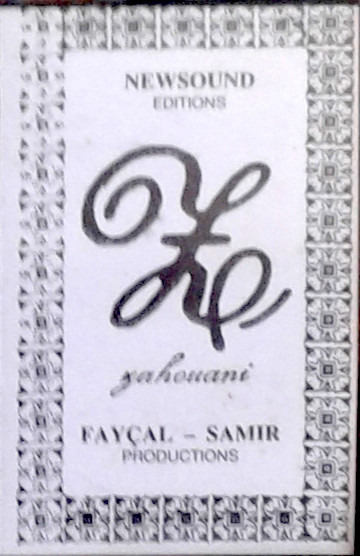 NEWSOUND
EDITIONS
Z
zahouani
FAYÇAL – SAMIR
PRODUCTIONS